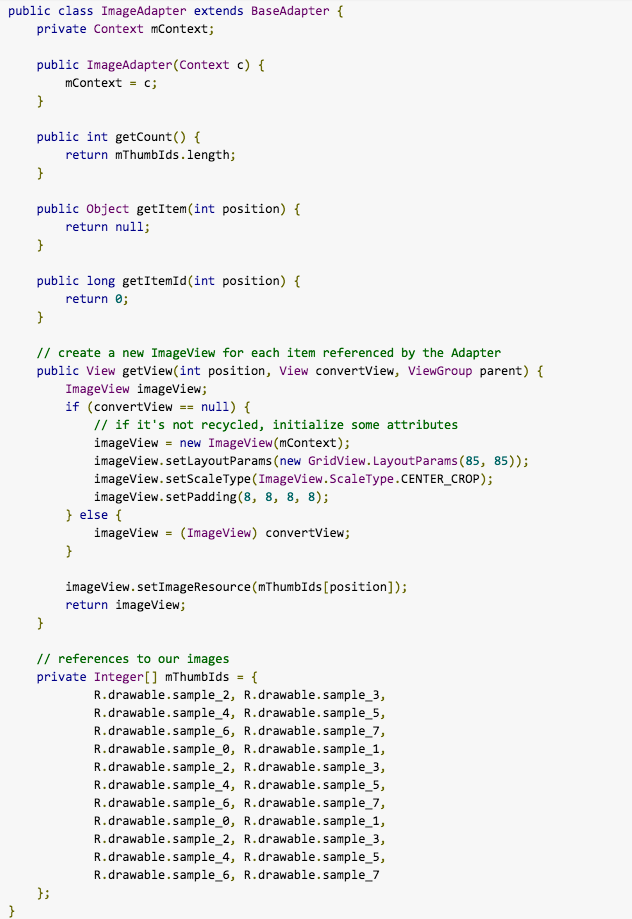 public class ImageAdapter extends BaseAdapter {
    private Context mContext;

    public ImageAdapter(Context c) {
        mContext = c;
    }

    public int getCount() {
        return mThumbIds.length;
    }

    public Object getItem(int position) {
        return null;
    }

    public long getItemId(int position) {
        return 0;
    }

    // create a new ImageView for each item referenced by the Adapter
    public View getView(int position, View convertView, ViewGroup parent) {
        ImageView imageView;
        if (convertView == null) {
            // if it's not recycled, initialize some attributes
            imageView = new ImageView(mContext);
            imageView.setLayoutParams(new GridView.LayoutParams(85, 85));
            imageView.setScaleType(ImageView.ScaleType.CENTER_CROP);
            imageView.setPadding(8, 8, 8, 8);
        } else {
            imageView = (ImageView) convertView;
        }

        imageView.setImageResource(mThumbIds[position]);
        return imageView;
    }

    // references to our images
    private Integer[] mThumbIds = {
            R.drawable.sample_2, R.drawable.sample_3,
            R.drawable.sample_4, R.drawable.sample_5,
            R.drawable.sample_6, R.drawable.sample_7,
            R.drawable.sample_0, R.drawable.sample_1,
            R.drawable.sample_2, R.drawable.sample_3,
            R.drawable.sample_4, R.drawable.sample_5,
            R.drawable.sample_6, R.drawable.sample_7,
            R.drawable.sample_0, R.drawable.sample_1,
            R.drawable.sample_2, R.drawable.sample_3,
            R.drawable.sample_4, R.drawable.sample_5,
            R.drawable.sample_6, R.drawable.sample_7
    };
}